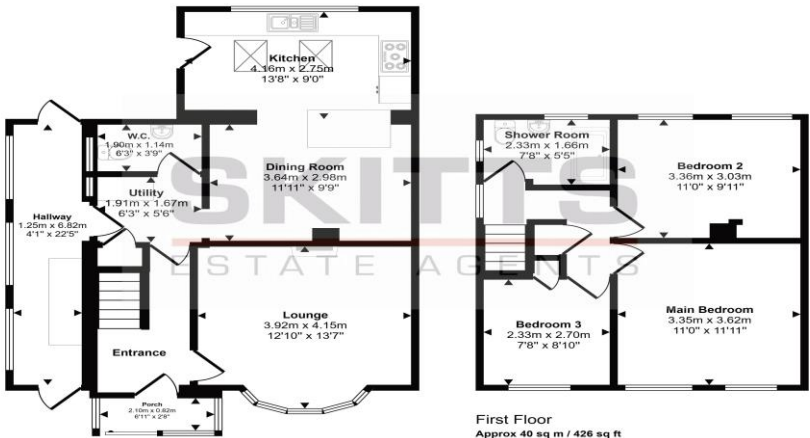 Kitchen
4.16m x 2.75m
13'8" x 9'0"
W.C.
1.90m x 1.14m
6'3" x 3'9"
Dining Room
3.64m x 2.98m
11'11" x 9'9"
Utility
1.91m x 1.67m
6'3" x 5'6"
Hallway
1.25m x 6.82m
4'1" x 22'5"
Lounge
3.92m x 4.15m
12'10" x 13'7"
Entrance
Porch
2.10m x 0.82m
6'11" x 2'8"
Shower Room
2.33m x 1.66m
7'8" x 5'5"
Bedroom 2
3.36m x 3.03m
11'0" x 9'11"
Bedroom 3
2.33m x 2.70m
7'8" x 8'10"
Main Bedroom
3.35m x 3.62m
11'0" x 11'11"
First Floor
Approx 40 sq m / 426 sq ft
SKITTS
ESTATE AGENTS